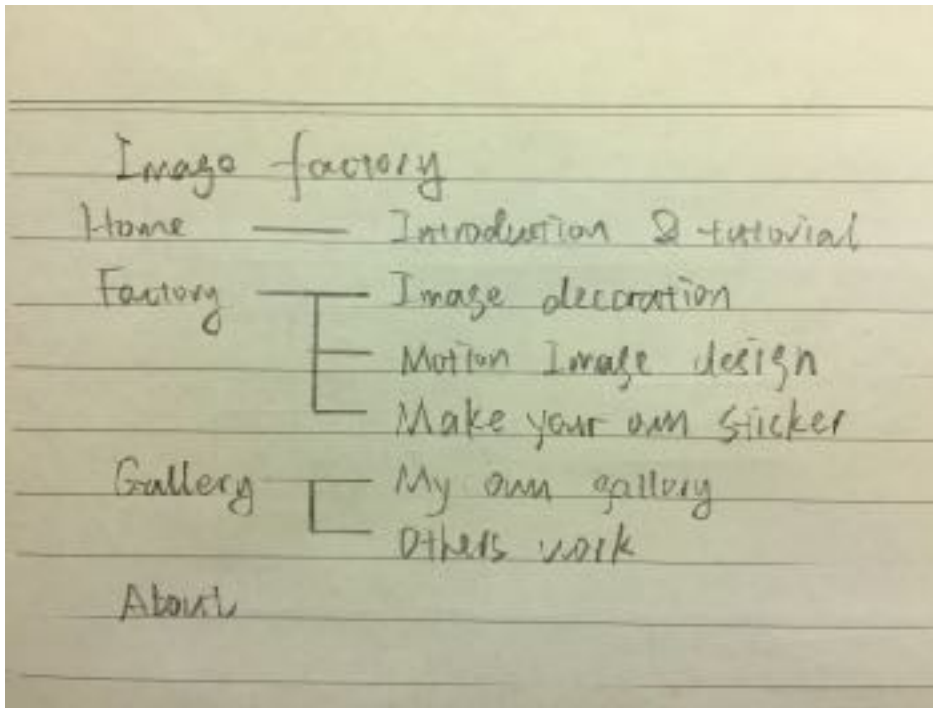 Image factory
Home — Introduction & tutorial
Factory — Image decoration
Motion Image design
Make your own sticker
Gallery — My own gallery
Others work
About